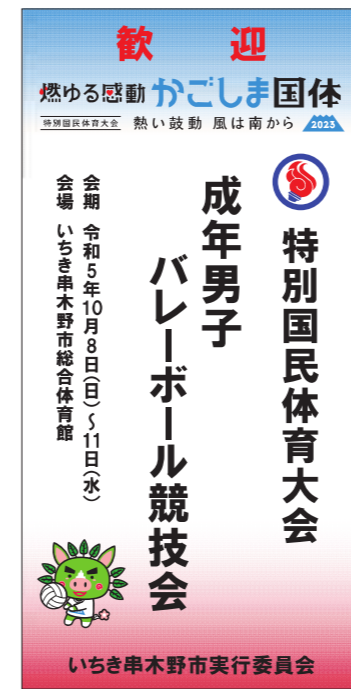 歓迎
燃ゆる感動 かごしま国体
特別国民体育大会 熱い鼓動 風は南から 2023
特別国民体育大会
成年男子
バレーボール競技会
会期 令和5年10月8日(日)～11日(水)
会場 いちき串木野市総合体育館
いちき串木野市実行委員会